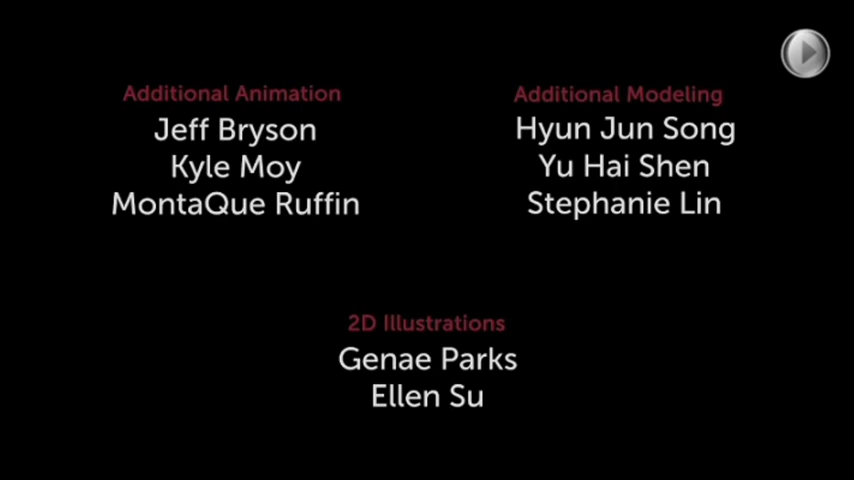 Additional Animation
Jeff Bryson
Kyle Moy
MontaQue Ruffin
Additional Modeling
Hyun Jun Song
Yu Hai Shen
Stephanie Lin
2D Illustrations
Genae Parks
Ellen Su